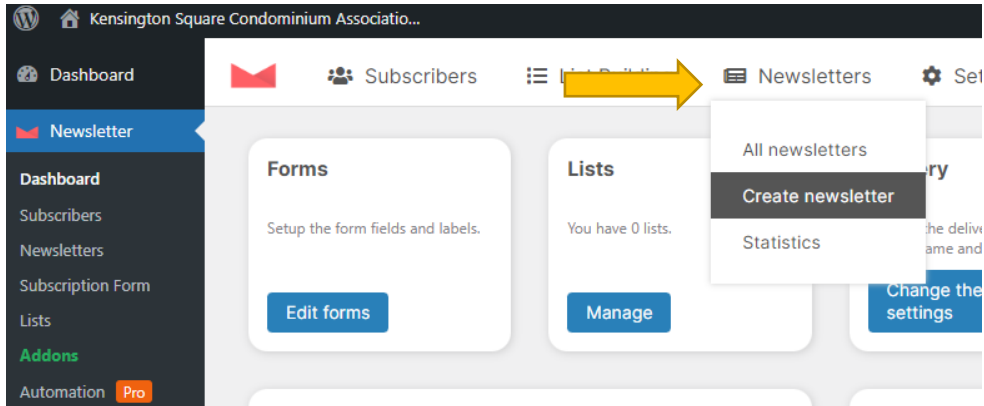 Kensington Square Condominium Associatio...
Dashboard
Subscribers
Newsletters
Newsletter
All newsletters
Create newsletter
Statistics
Dashboard
Subscribers
Newsletters
Subscription Form
Lists
Addons
Automation Pro
Forms
Setup the form fields and labels.
Edit forms
Lists
You have 0 lists.
Manage
Change the
settings